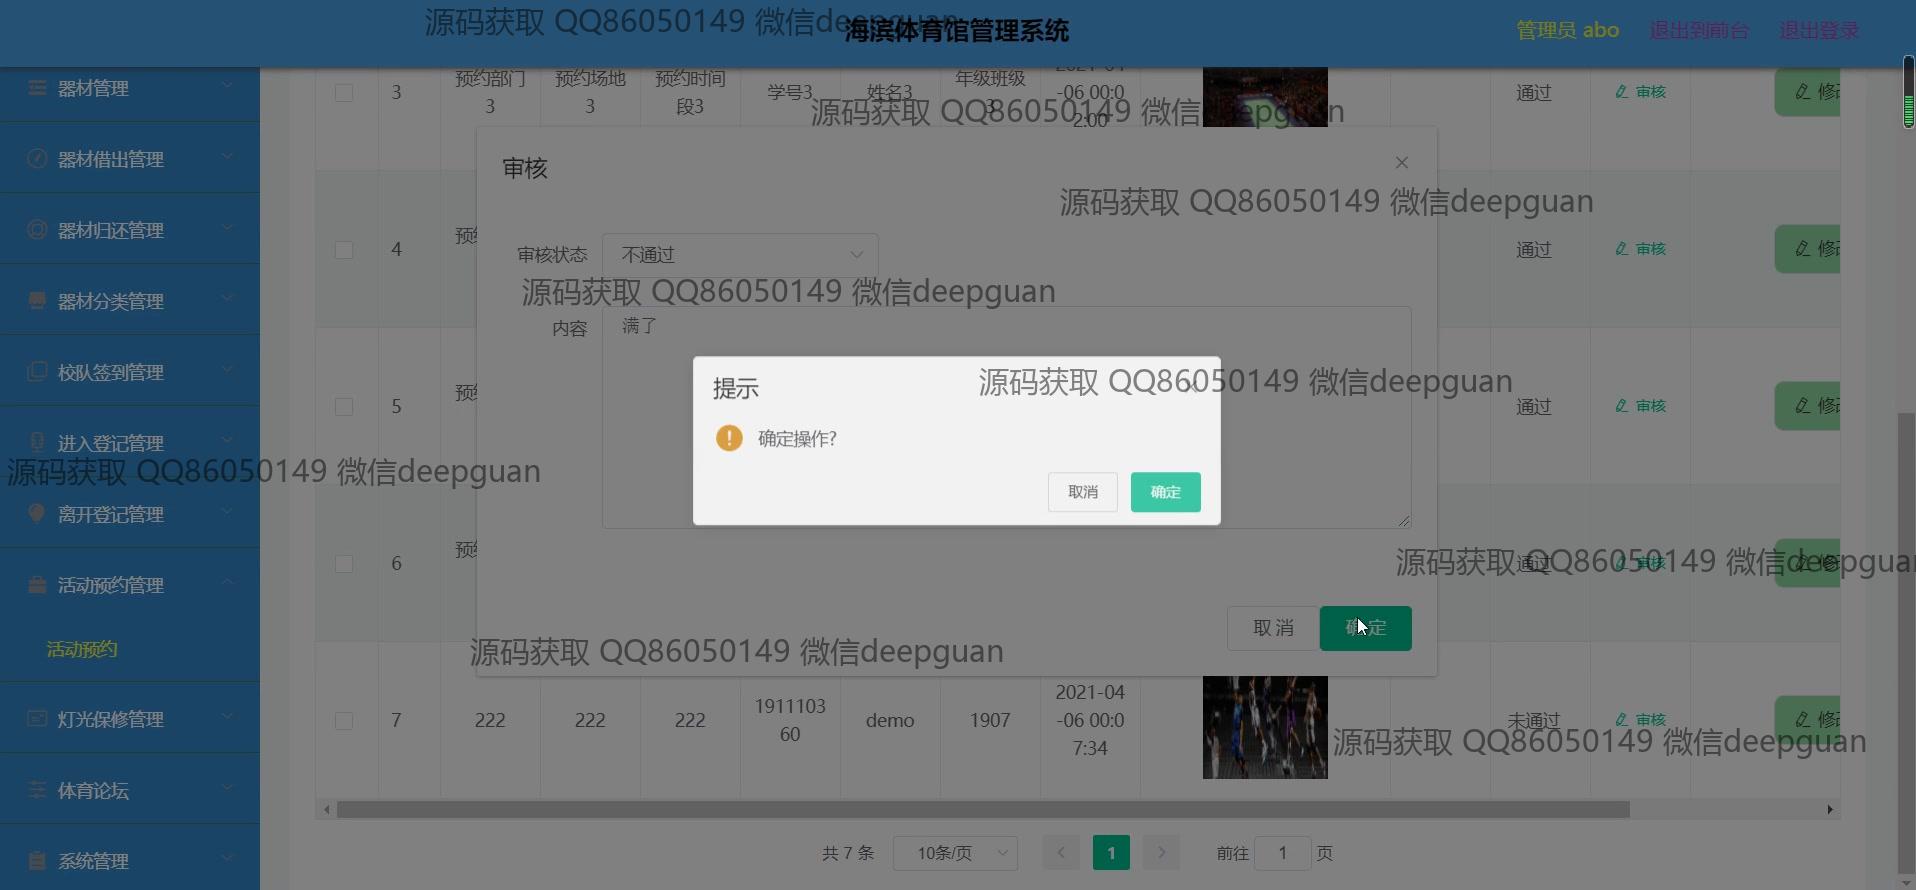 海滨体育馆管理系统
管理员 abo
退出到前台
退出登录
源码获取 QQ86050149 微信deepguan
器材管理
器材借出管理
器材归还管理
器材分类管理
校队签到管理
进入登记管理
源码获取 QQ86050149 微信deepguan
离开登记管理
活动预约管理
活动预约
灯光保修管理
体育论坛
系统管理
3
预约部门
3
预约场地
3
预约时间
段3
学号3
姓名3
年级班级
3
2021-04
-06 00:0
2:00
通过
审核
源码获取 QQ86050149 微信deepguan
审核
源码获取 QQ86050149 微信deepguan
审核状态
不通过
4
通过
审核
源码获取 QQ86050149 微信deepguan
内容
满了
提示
源码获取 QQ86050149 微信deepguan
确定操作?
取消
确定
5
通过
审核
6
通过
审核
源码获取 QQ86050149 微信deepguan
取消
确定
源码获取 QQ86050149 微信deepguan
7
222
222
222
1911103
60
demo
1907
2021-04
-06 00:0
7:34
未通过
审核
源码获取 QQ86050149 微信deepguan
共 7 条
10条/页
1
前往
1
页